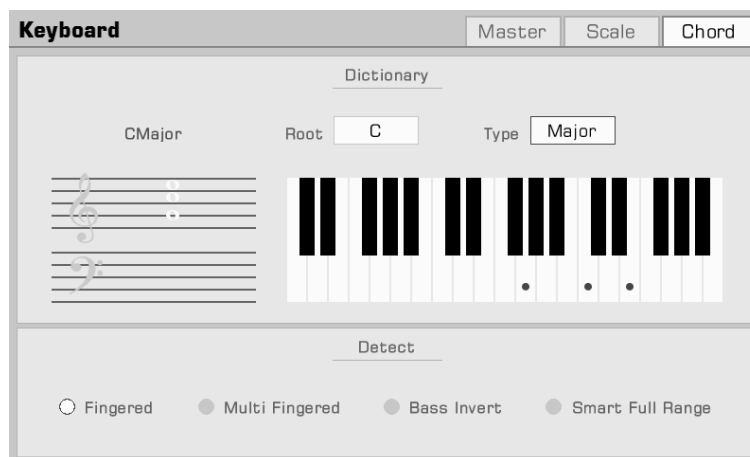 Keyboard Master Scale Chord
Dictionary
CMajor Root C Type Major
Detect
Fingered Multi Fingered Bass Invert Smart Full Range